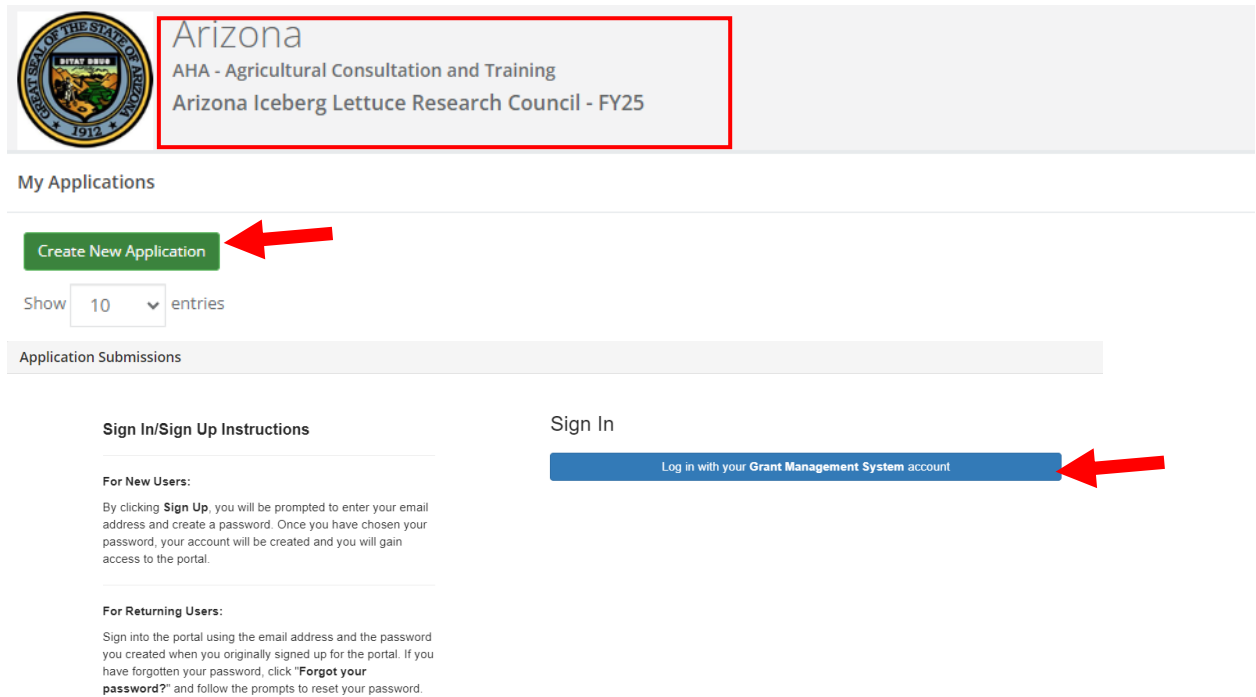 GREAT SEAL OF THE STATE OF ARIZONA
DITAT DEUS
1912
Arizona
AHA - Agricultural Consultation and Training
Arizona Iceberg Lettuce Research Council - FY25
My Applications
Create New Application
Show 10 entries
Application Submissions
Sign In/Sign Up Instructions
For New Users:
By clicking Sign Up, you will be prompted to enter your email
address and create a password. Once you have chosen your
password, your account will be created and you will gain
access to the portal.
For Returning Users:
Sign into the portal using the email address and the password
you created when you originally signed up for the portal. If you
have forgotten your password, click "Forgot your
password?" and follow the prompts to reset your password.
Sign In
Log in with your Grant Management System account